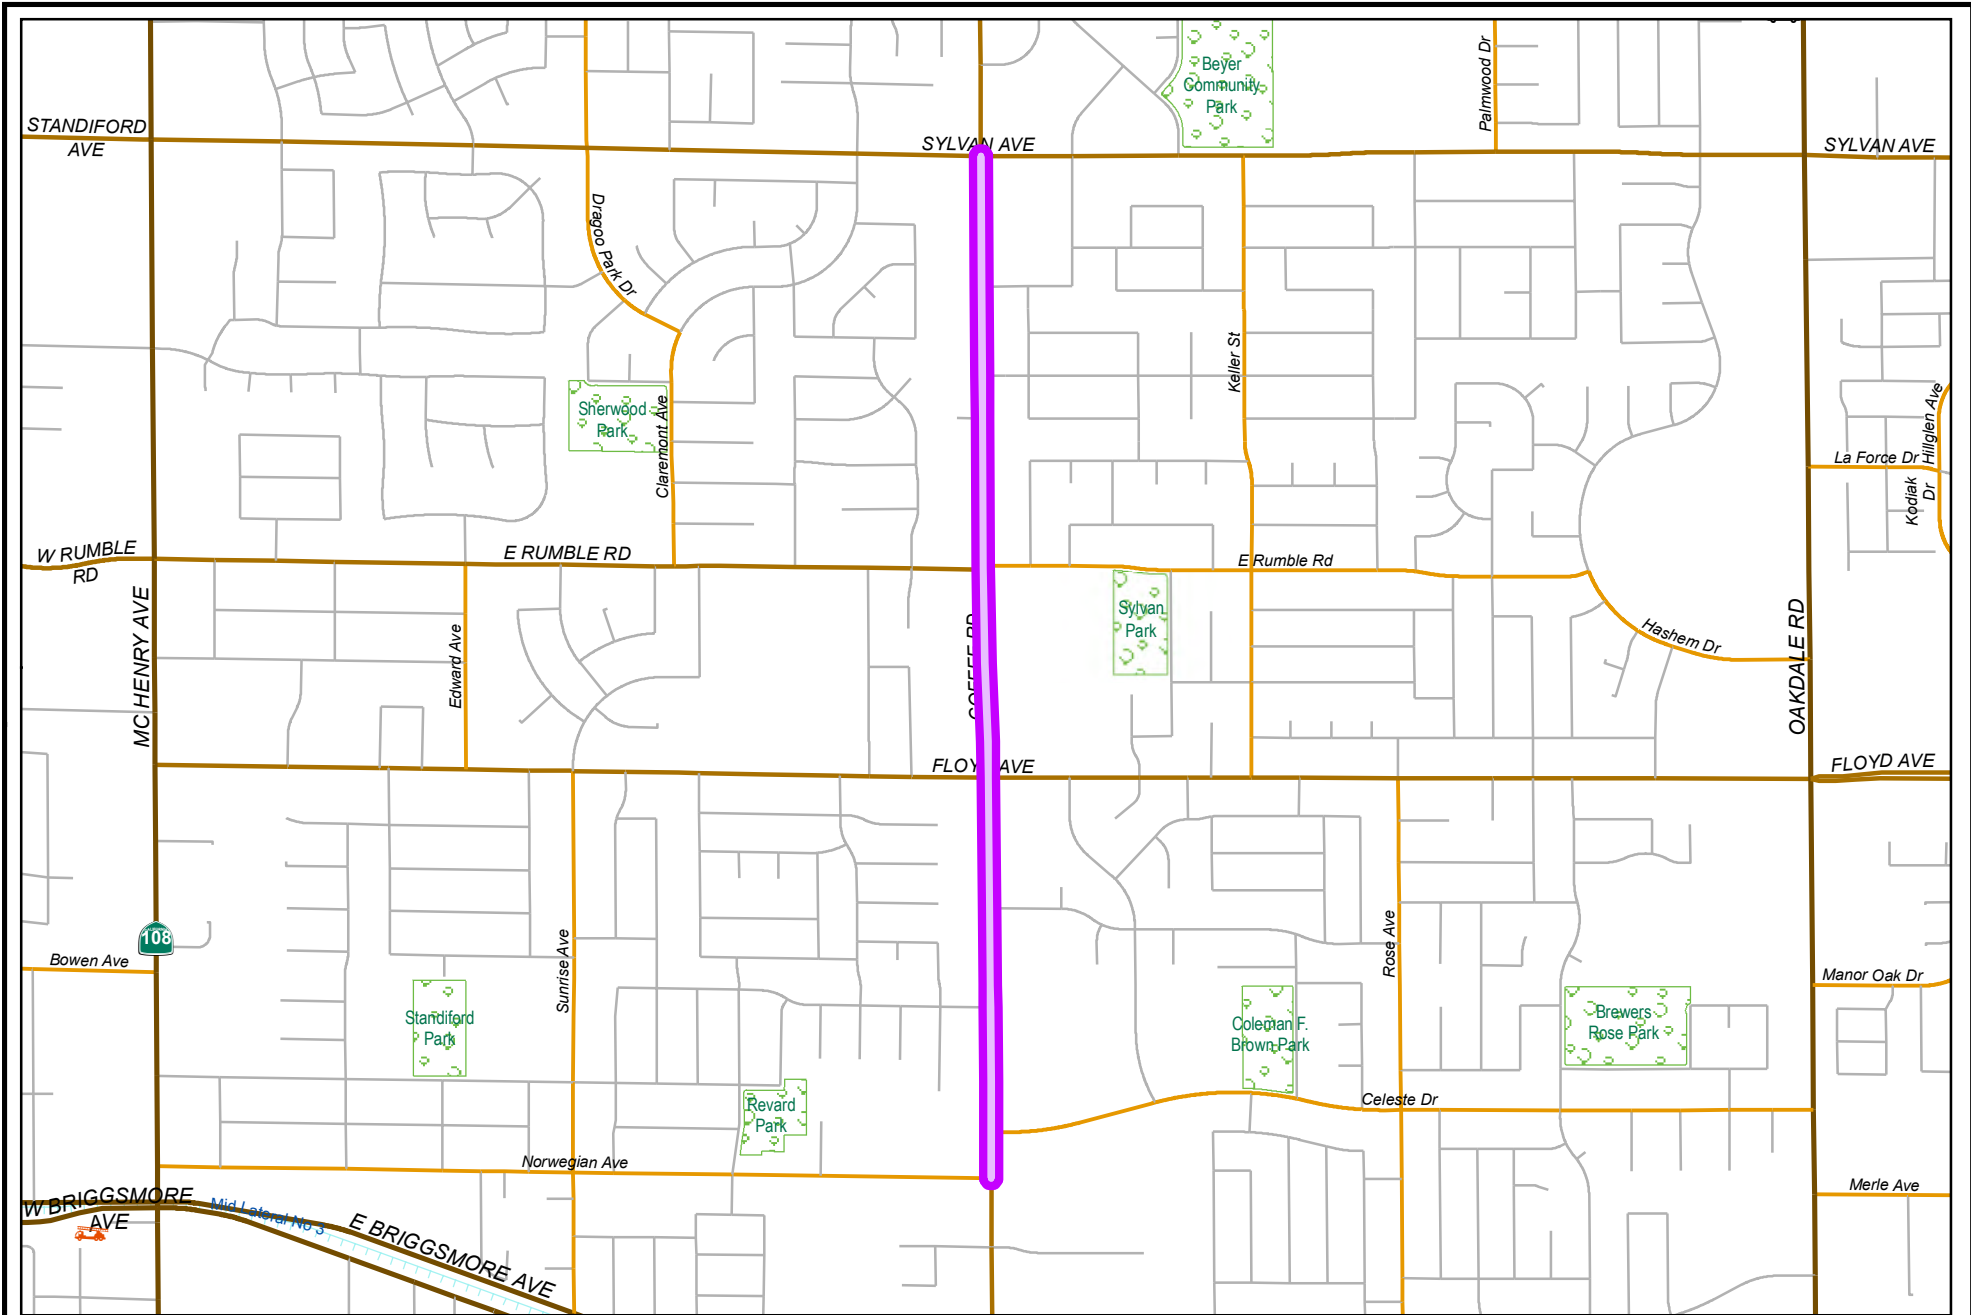 Beyer
Community
Park
Palmwood Dr
STANDIFORD
AVE
SYLVAN AVE
SYLVAN AVE
Dragoo Park Dr
Keller St
Sherwood
Park
Claremont Ave
Hillglen Ave
La Force Dr
Kodiak
Dr
W RUMBLE
RD
E RUMBLE RD
E Rumble Rd
MC HENRY AVE
Edward Ave
COFFEE RD
Sylvan
Park
Hashem Dr
OAKDALE RD
FLOYD AVE
FLOYD AVE
108
Bowen Ave
Sunrise Ave
Rose Ave
Manor Oak Dr
Standiford
Park
Coleman F.
Brown Park
Brewers
Rose Park
Revard
Park
Celeste Dr
Norwegian Ave
Merle Ave
W BRIGGSMORE
AVE
Mid Lateral No 3
E BRIGGSMORE AVE